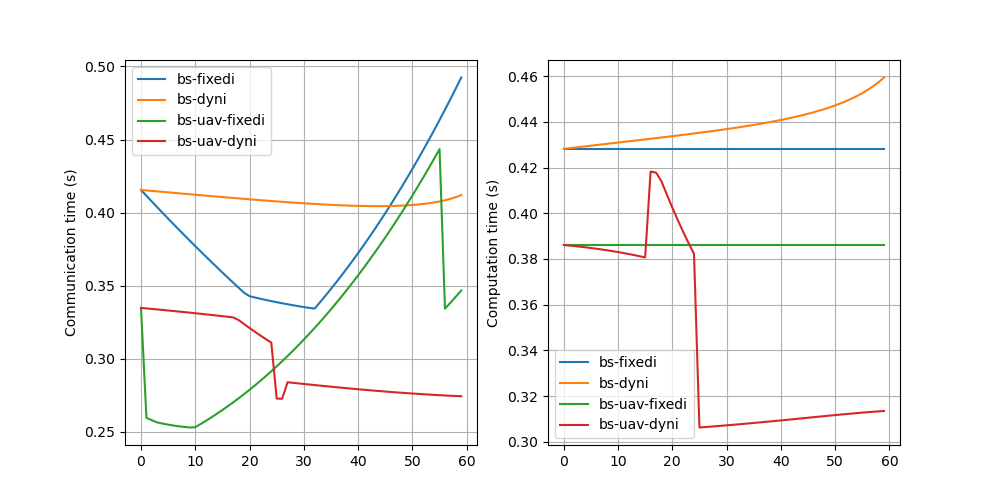 Communication time (s)
0.50
0.45
0.40
0.35
0.30
0.25
0 10 20 30 40 50 60
bs-fixedi
bs-dyni
bs-uav-fixedi
bs-uav-dyni
Computation time (s)
0.46
0.44
0.42
0.40
0.38
0.36
0.34
0.32
0.30
0 10 20 30 40 50 60
bs-fixedi
bs-dyni
bs-uav-fixedi
bs-uav-dyni